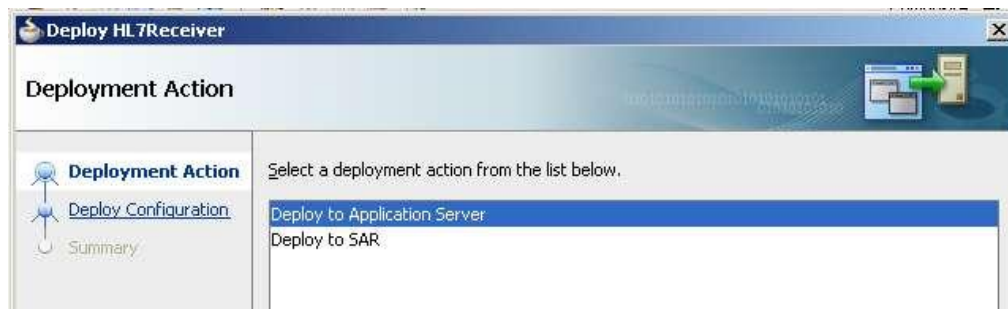 Deploy HL7Receiver
Deployment Action
Deployment Action
Select a deployment action from the list below.
Deploy Configuration
Deploy to Application Server
Deploy to SAR
Summary